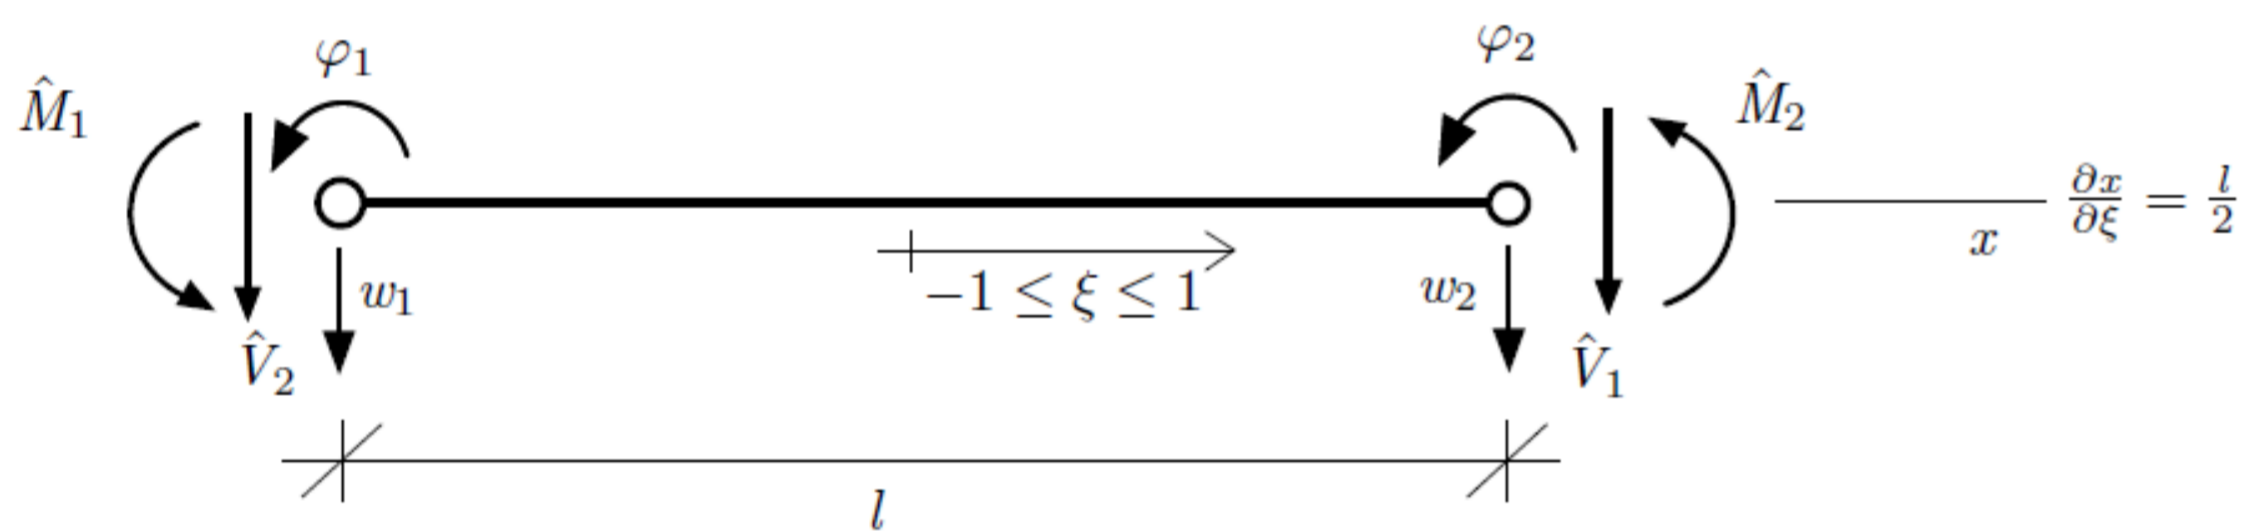 φ₁
φ₂
M̂₁
M̂₂
∂x/∂ξ = l/2
x
w₁
−1 ≤ ξ ≤ 1
w₂
V̂₂
V̂₁
l